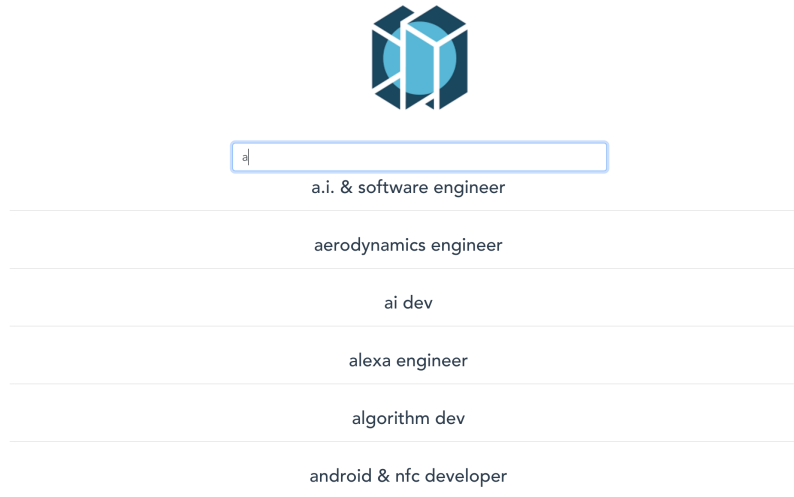 a
a.i. & software engineer
aerodynamics engineer
ai dev
alexa engineer
algorithm dev
android & nfc developer